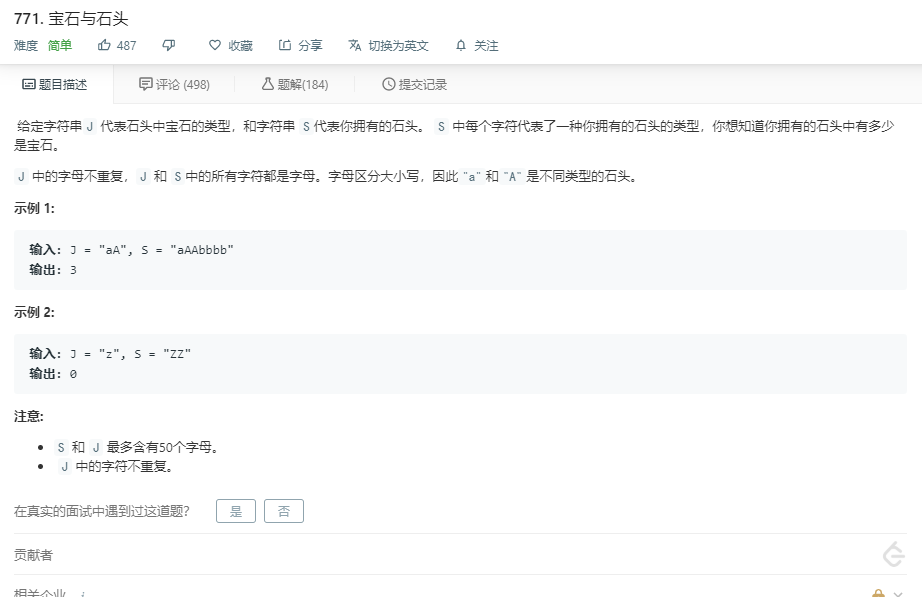 771. 宝石与石头
难度 简单 487 收藏 分享 切换为英文 关注
题目描述 评论 (498) 题解(184) 提交记录
给定字符串 J 代表石头中宝石的类型，和字符串 S 代表你拥有的石头。 S 中每个字符代表了一种你拥有的石头的类型，你想知道你拥有的石头中有多少
是宝石。
J 中的字母不重复， J 和 S 中的所有字符都是字母。字母区分大小写，因此 "a" 和 "A" 是不同类型的石头。
示例 1:
输入: J = "aA", S = "aAAbbbb"
输出: 3
示例 2:
输入: J = "z", S = "ZZ"
输出: 0
注意:
• S 和 J 最多含有50个字母。
• J 中的字符不重复。
在真实的面试中遇到过这道题? 是 否
贡献者
相关企业 i